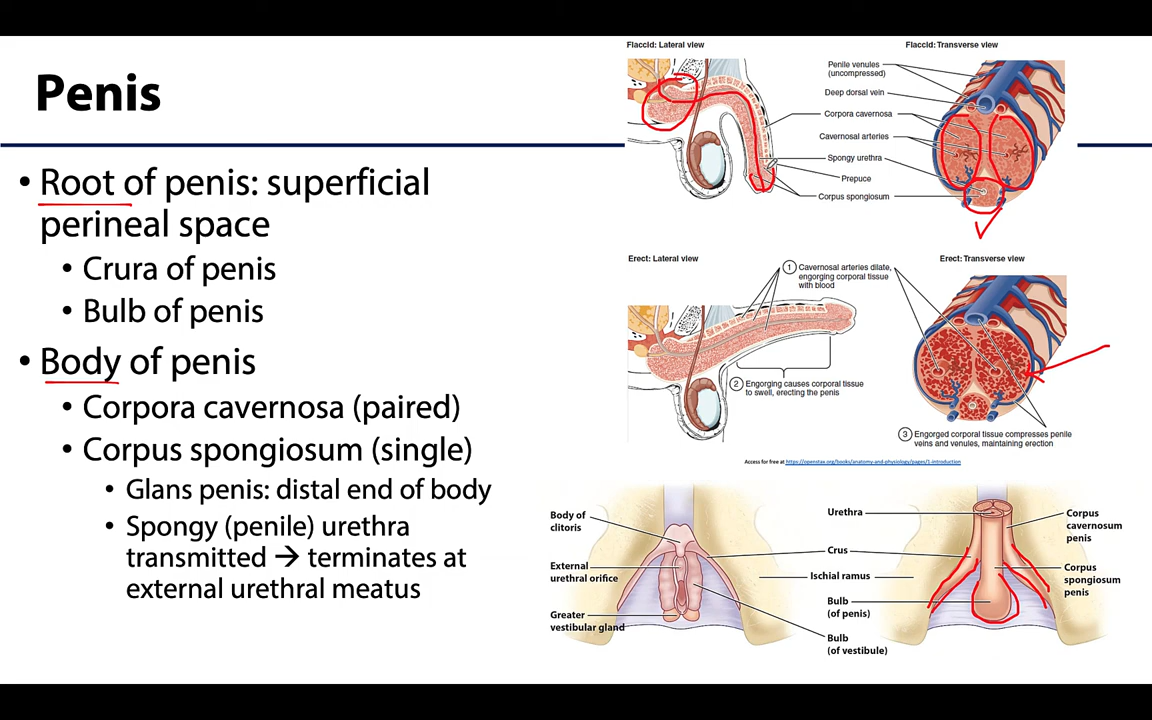 Penis
• Root of penis: superficial
perineal space
• Crura of penis
• Bulb of penis
• Body of penis
• Corpora cavernosa (paired)
• Corpus spongiosum (single)
• Glans penis: distal end of body
• Spongy (penile) urethra
transmitted → terminates at
external urethral meatus
Flaccid: Lateral view
Flaccid: Transverse view
Penile venules
(uncompressed)
Deep dorsal vein
Corpora cavernosa
Cavernosal arteries
Spongy urethra
Prepuce
Corpus spongiosum
Erect: Lateral view
Erect: Transverse view
1 Cavernosal arteries dilate,
engorging corporal tissue
with blood
2 Engorging causes corporal tissue
to swell, erecting the penis
3 Engorged corporal tissue compresses penile
veins and venules, maintaining erection
Access for free at https://openstax.org/books/anatomy-and-physiology/pages/1-introduction
Body of
clitoris
External
urethral orifice
Greater
vestibular gland
Urethra
Crus
Ischial ramus
Bulb
(of penis)
Bulb
(of vestibule)
Corpus
cavernosum
penis
Corpus
spongiosum
penis